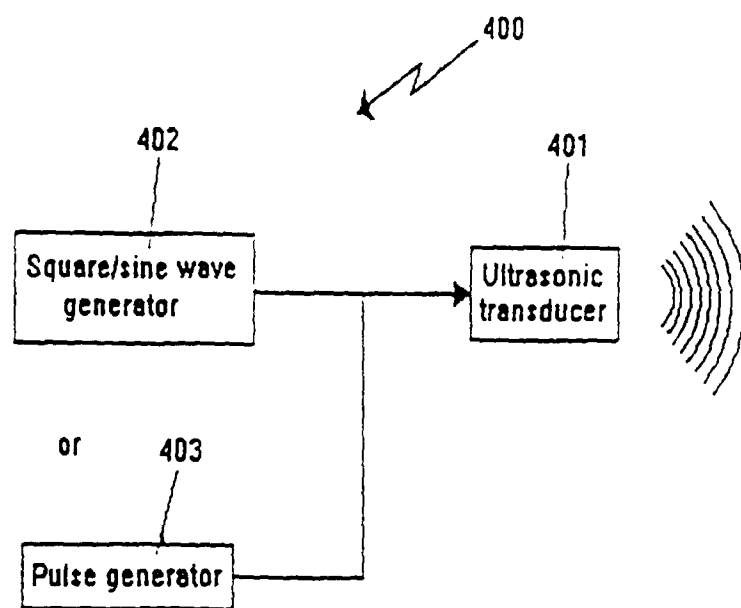 400
402
401
Square/sine wave
generator
Ultrasonic
transducer
or
403
Pulse generator